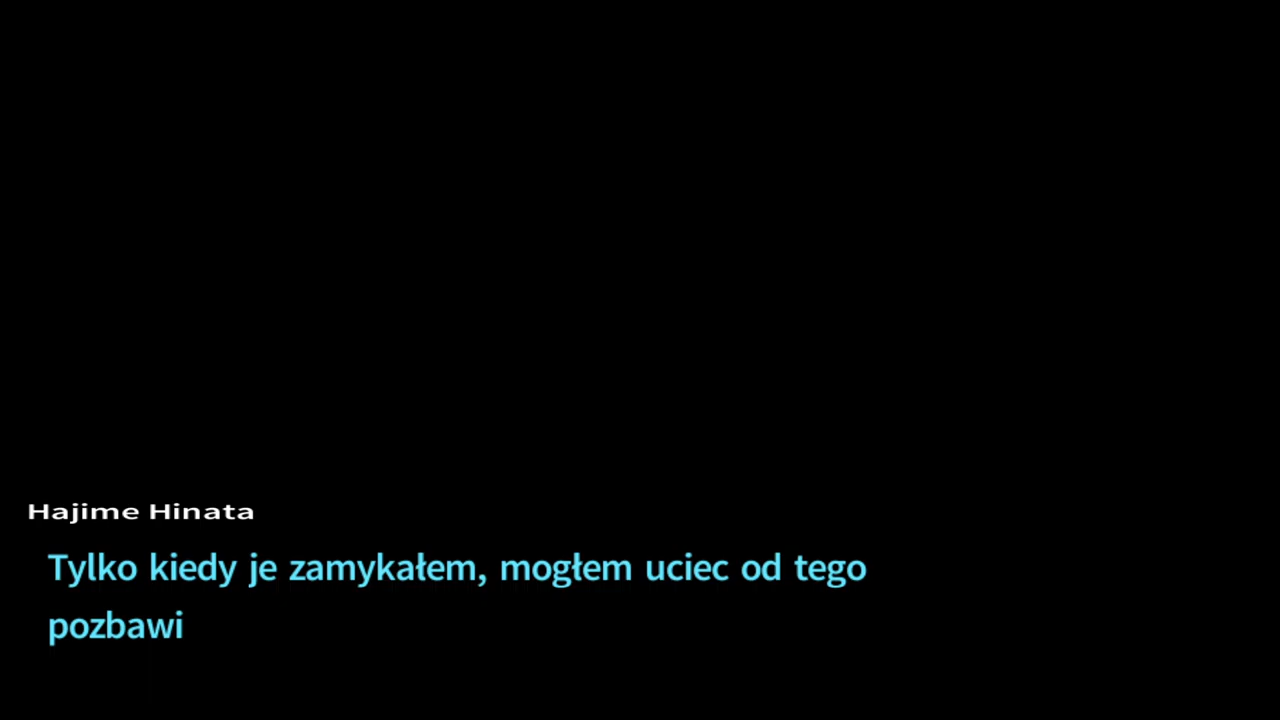 Hajime Hinata
Tylko kiedy je zamykałem, mogłem uciec od tego
pozbawi